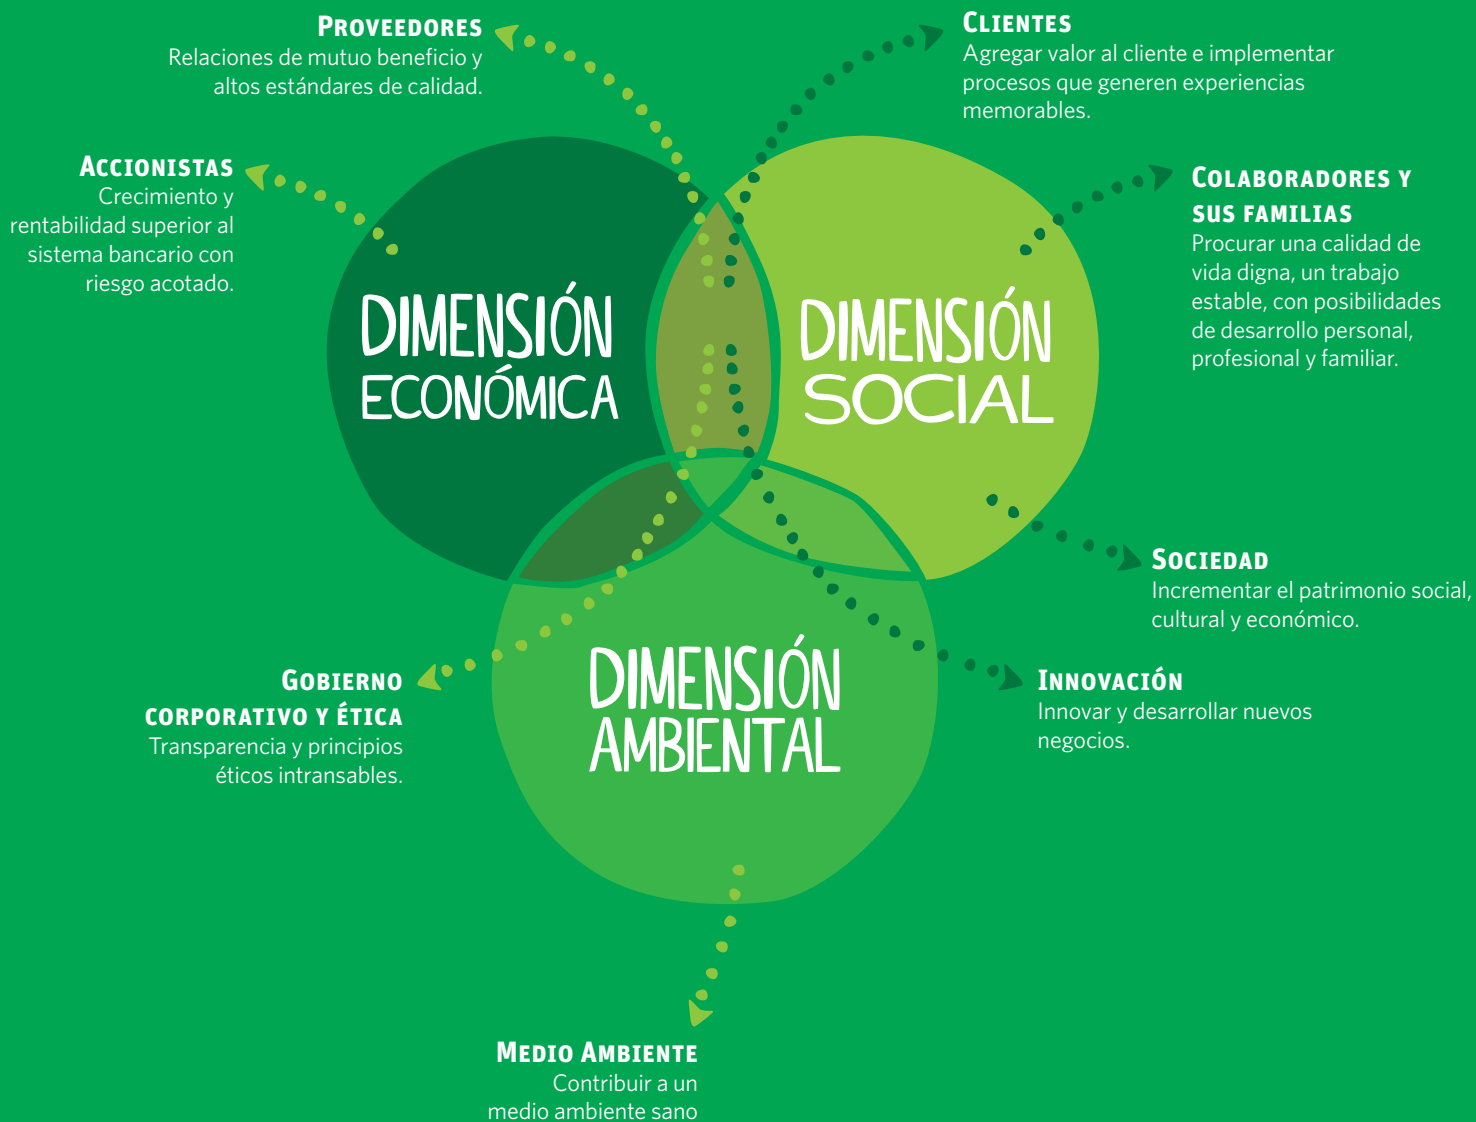 PROVEEDORES
Relaciones de mutuo beneficio y
altos estándares de calidad.
CLIENTES
Agregar valor al cliente e implementar
procesos que generen experiencias
memorables.
ACCIONISTAS
Crecimiento y
rentabilidad superior al
sistema bancario con
riesgo acotado.
COLABORADORES Y
SUS FAMILIAS
Procurar una calidad de
vida digna, un trabajo
estable, con posibilidades
de desarrollo personal,
profesional y familiar.
DIMENSIÓN
ECONÓMICA
DIMENSIÓN
SOCIAL
SOCIEDAD
Incrementar el patrimonio social,
cultural y económico.
GOBIERNO
CORPORATIVO Y ÉTICA
Transparencia y principios
éticos intransables.
DIMENSIÓN
AMBIENTAL
INNOVACIÓN
Innovar y desarrollar nuevos
negocios.
MEDIO AMBIENTE
Contribuir a un
medio ambiente sano